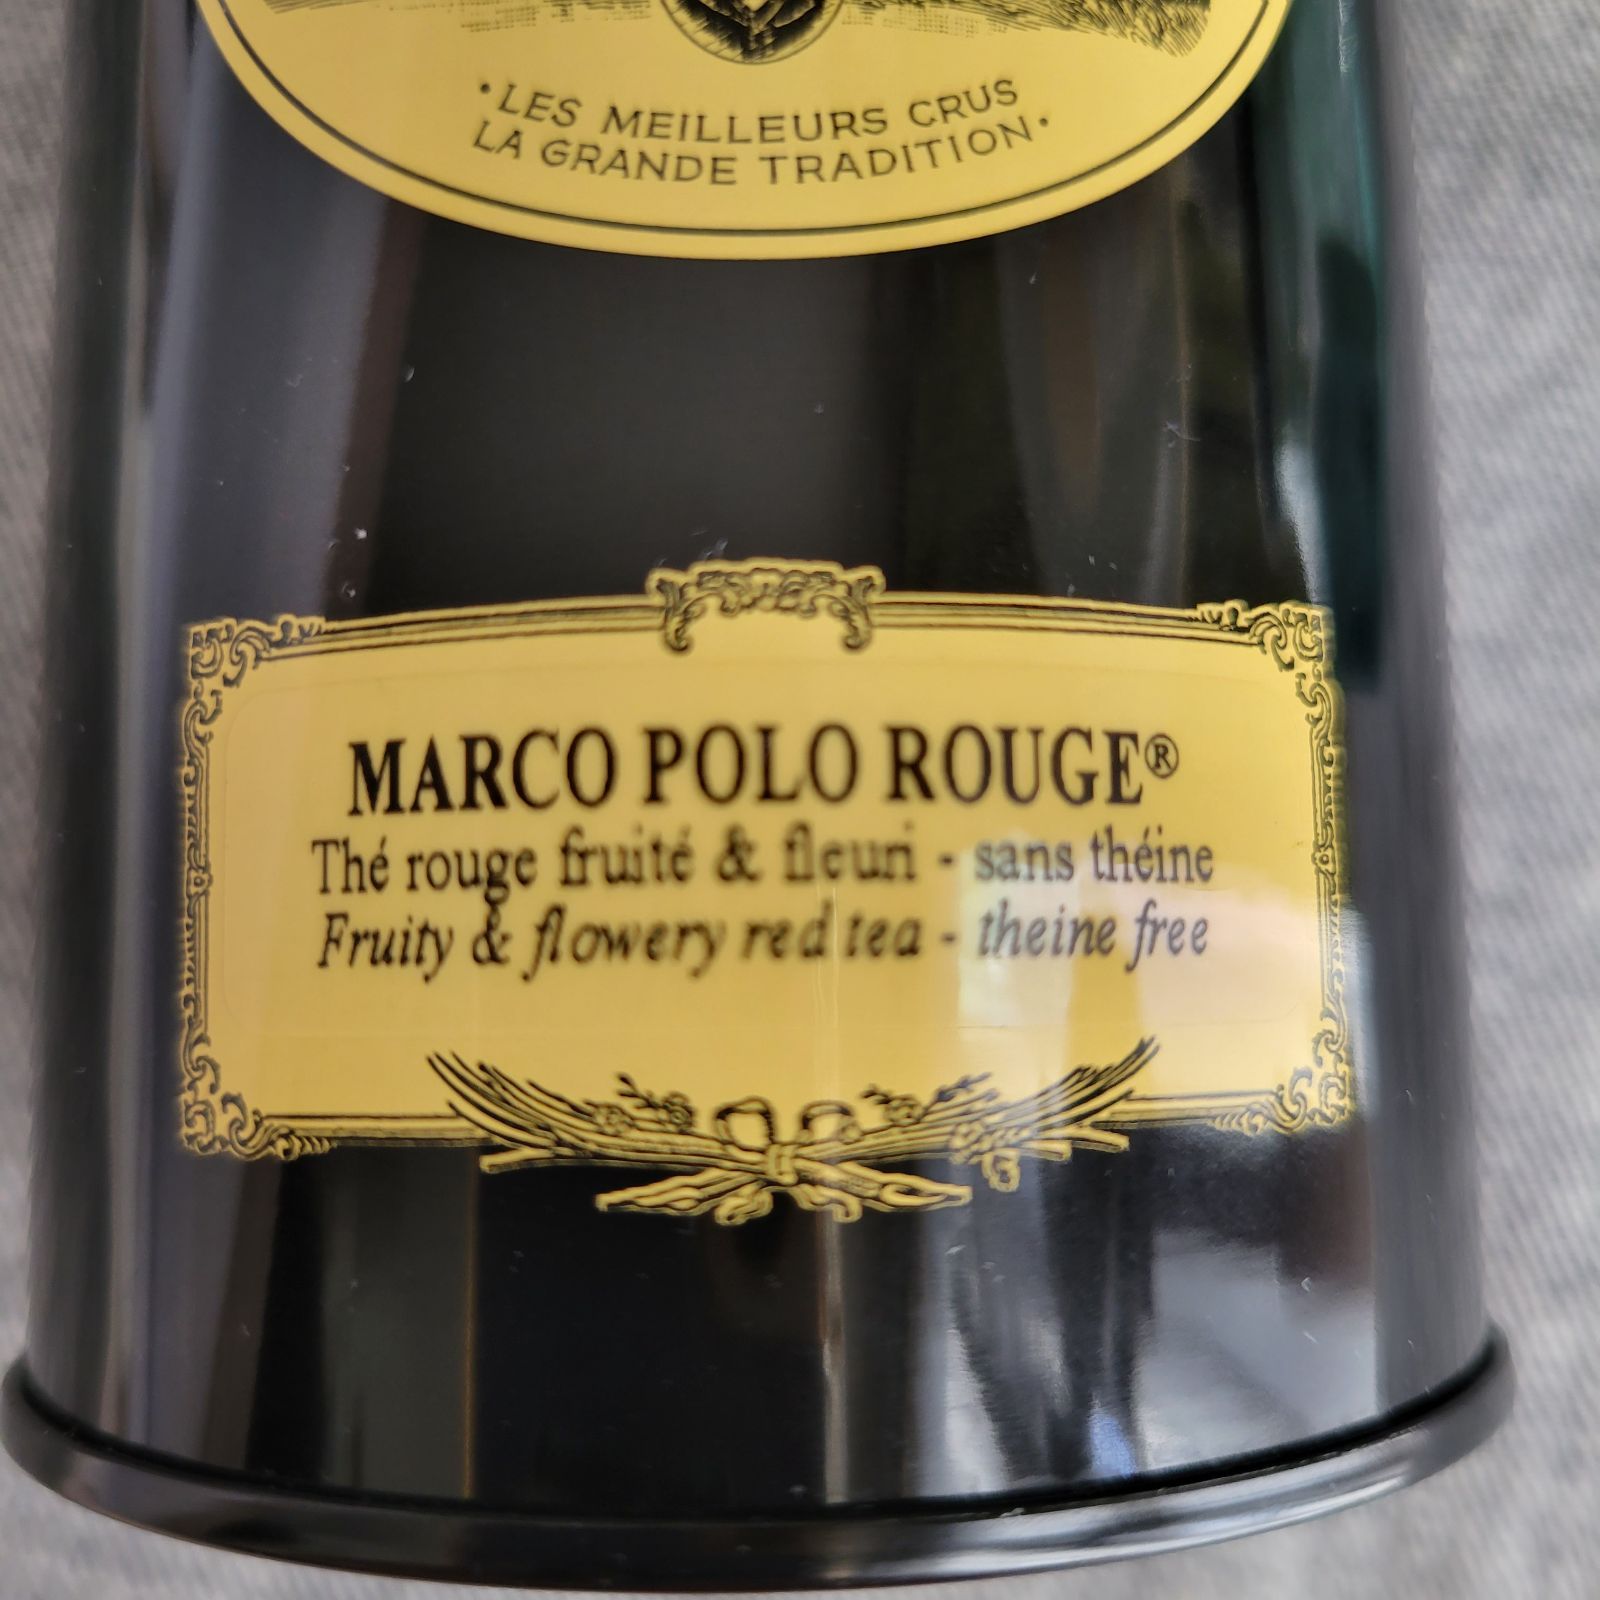 ·LES MEILLEURS CRUS
LA GRANDE TRADITION·
MARCO POLO ROUGE®
Thé rouge fruité & fleuri - sans théine
Fruity & flowery red tea - theine free